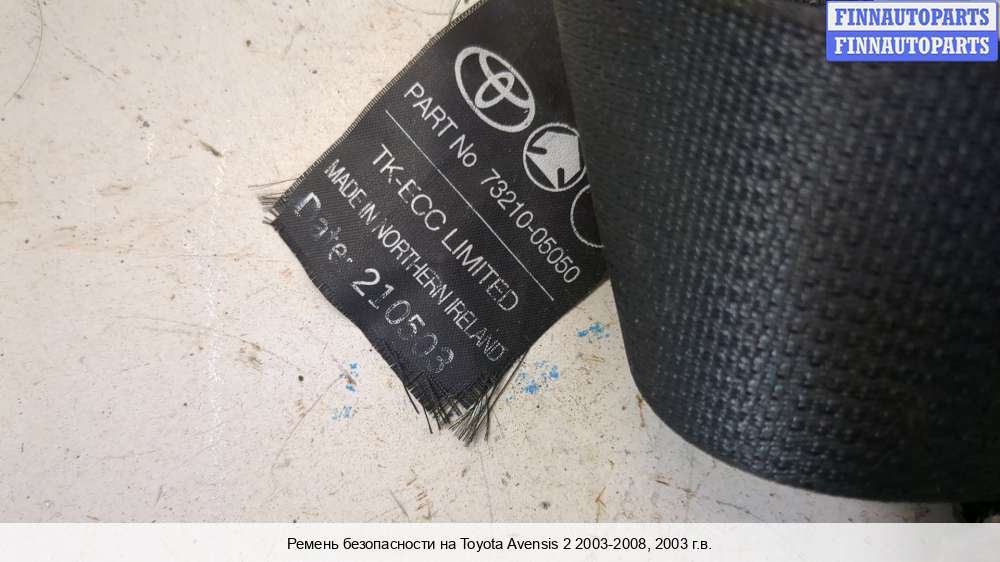 FINNAUTOPARTS
FINNAUTOPARTS
PART No 73210-05050
TK-ECC LIMITED
MADE IN NORTHERN IRELAND
Date- 210503
Ремень безопасности на Toyota Avensis 2 2003-2008, 2003 г.в.